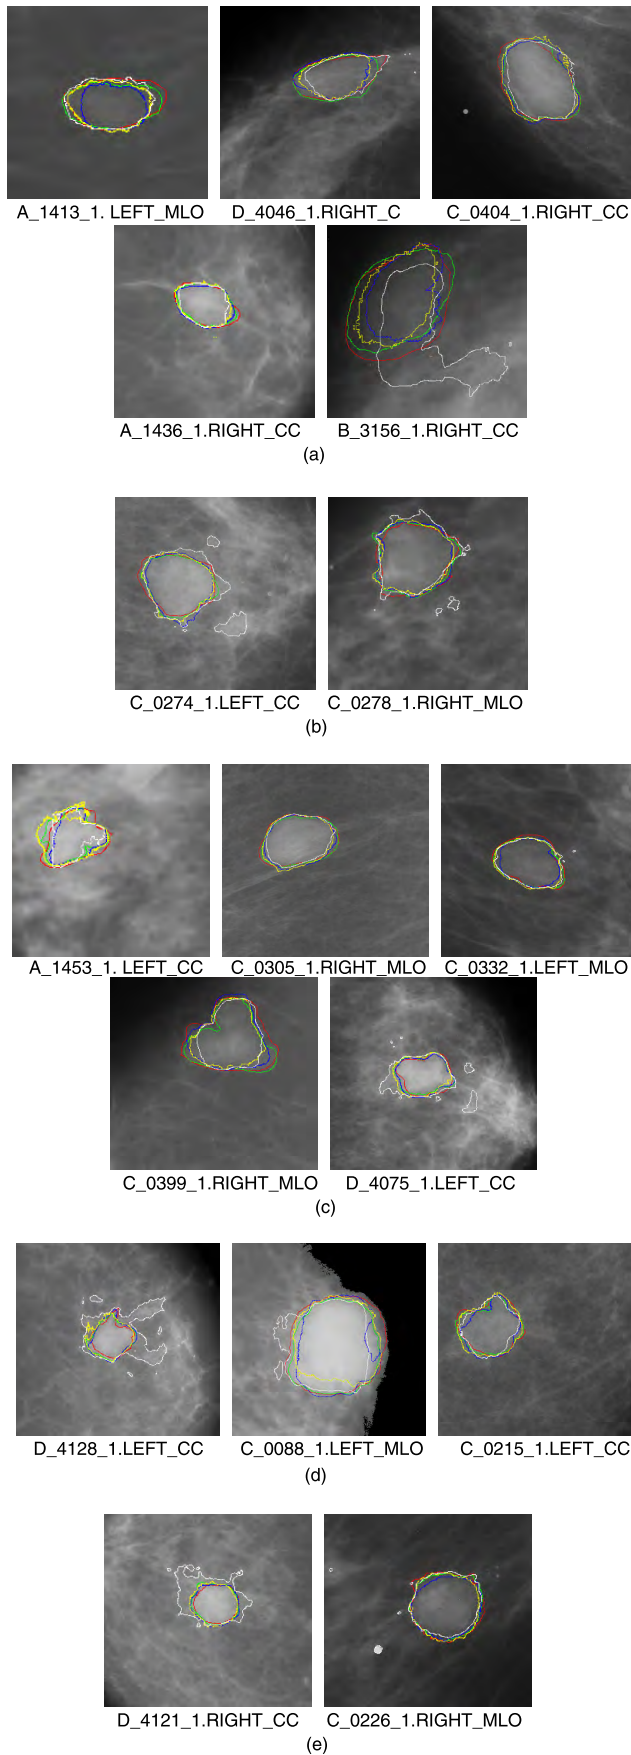 A_1413_1. LEFT_MLO D_4046_1.RIGHT_C C_0404_1.RIGHT_CC
A_1436_1.RIGHT_CC B_3156_1.RIGHT_CC
(a)
C_0274_1.LEFT_CC C_0278_1.RIGHT_MLO
(b)
A_1453_1. LEFT_CC C_0305_1.RIGHT_MLO C_0332_1.LEFT_MLO
C_0399_1.RIGHT_MLO D_4075_1.LEFT_CC
(c)
D_4128_1.LEFT_CC C_0088_1.LEFT_MLO C_0215_1.LEFT_CC
(d)
D_4121_1.RIGHT_CC C_0226_1.RIGHT_MLO
(e)